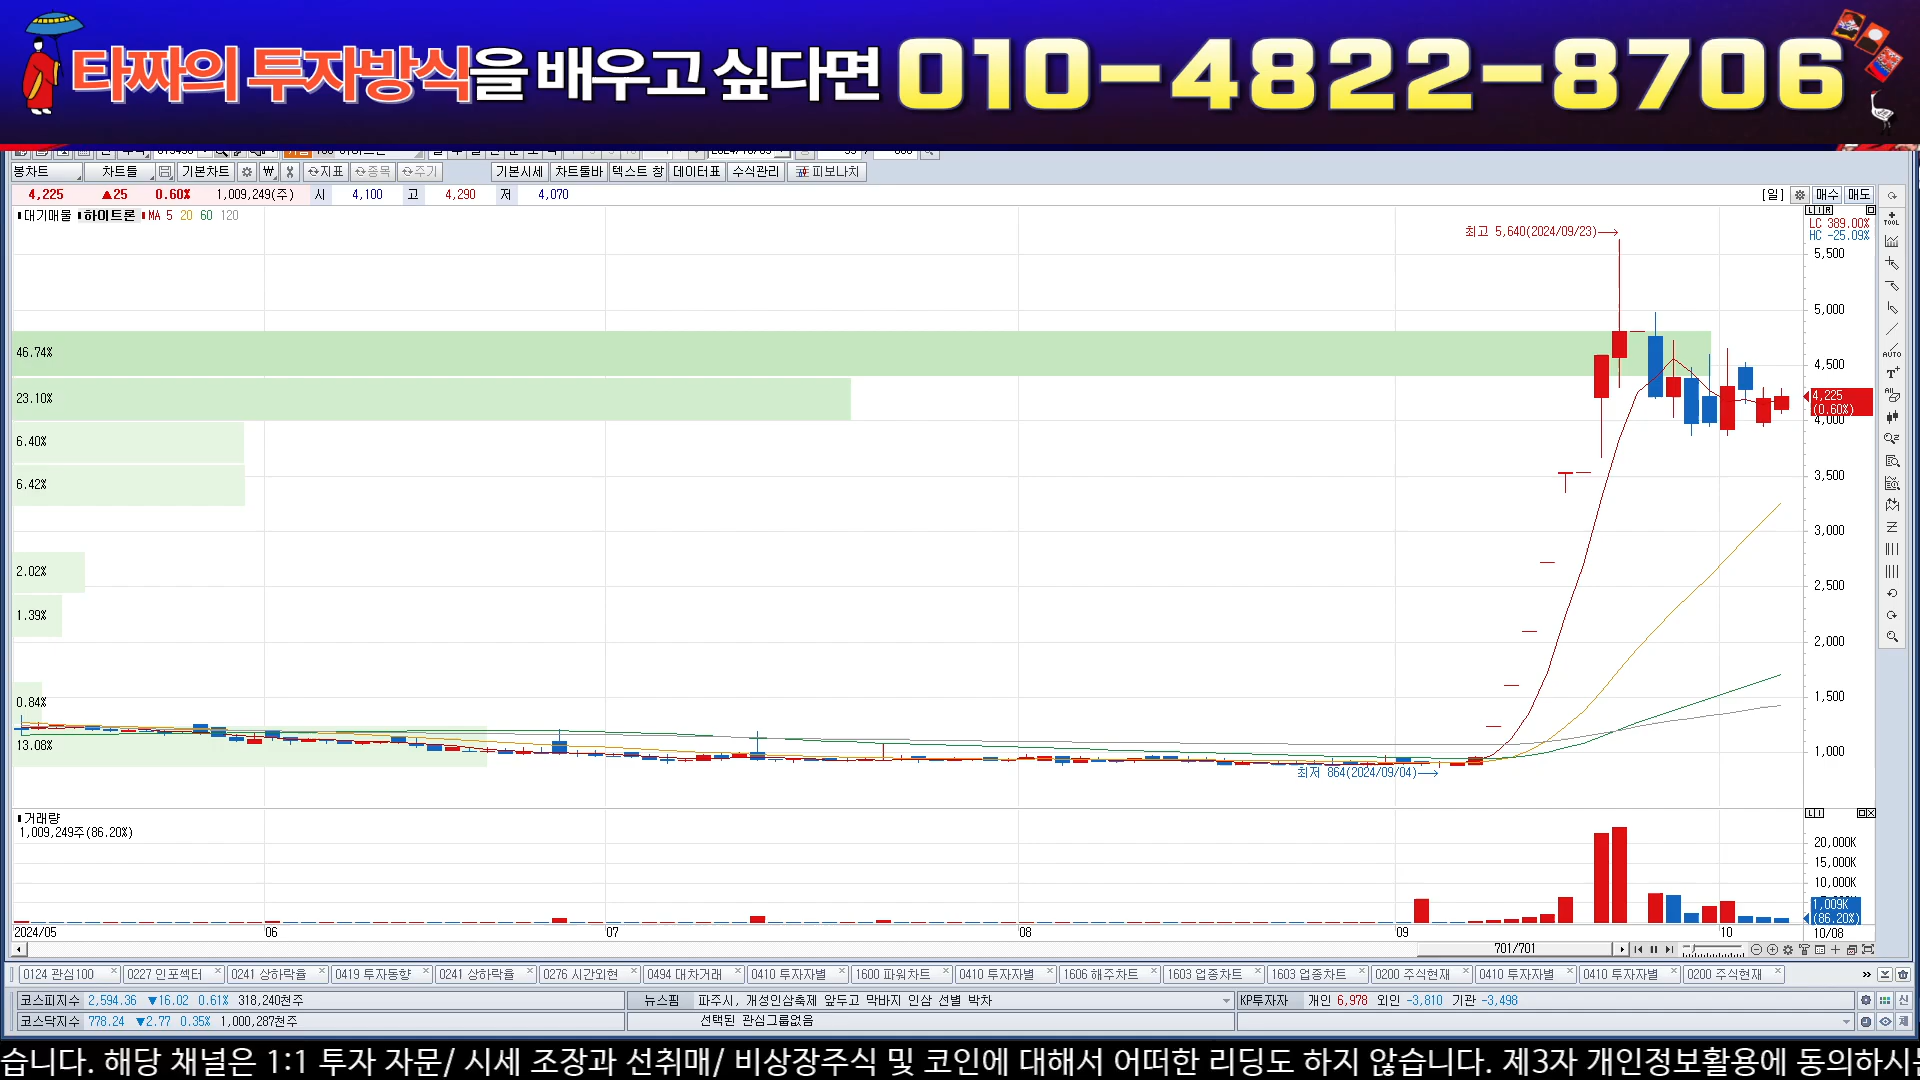 타짜의 투자방식을 배우고 싶다면 010-4822-8706
봉차트 차트툴 기본차트 지표 종목 주기 기본시세 차트툴바 텍스트 창 데이터표 수식관리 피보나치
4,225 ▲25 0.60% 1,009,249(주) 시 4,100 고 4,290 저 4,070 [일] 매수 매도
대기매물 하이트론 MA 5 20 60 120
LC 389.00%
HC -25.09%
최고 5,640(2024/09/23)
5,500
5,000
46.74%
4,500
23.10%
4,225
(0.60%)
4,000
6.40%
3,500
6.42%
3,000
2.02%
2,500
1.39%
2,000
0.84%
1,500
13.08%
1,000
최저 864(2024/09/04)
TOOL
AUTO
거래량
1,009,249주(86.20%)
20,000K
15,000K
10,000K
1,009K
(86.20%)
2024/05 06 07 08 09 10 10/08
701/701
0124 관심100 0227 인포섹터 0241 상하락율 0419 투자동향 0241 상하락율 0276 시간외현 0494 대차거래 0410 투자자별 1600 파워차트 0410 투자자별 1606 해주차트 1603 업종차트 1603 업종차트 0200 주식현재 0410 투자자별 0410 투자자별 0200 주식현재
코스피지수 2,594.36 ▼16.02 0.61% 318,240천주 뉴스핌 파주시, 개성인삼축제 앞두고 막바지 인삼 선별 박차 KP투자자 개인 6,978 외인 -3,810 기관 -3,498
코스닥지수 778.24 ▼2.77 0.35% 1,000,287천주 선택된 관심그룹없음
습니다. 해당 채널은 1:1 투자 자문/ 시세 조장과 선취매/ 비상장주식 및 코인에 대해서 어떠한 리딩도 하지 않습니다. 제3자 개인정보활용에 동의하시는